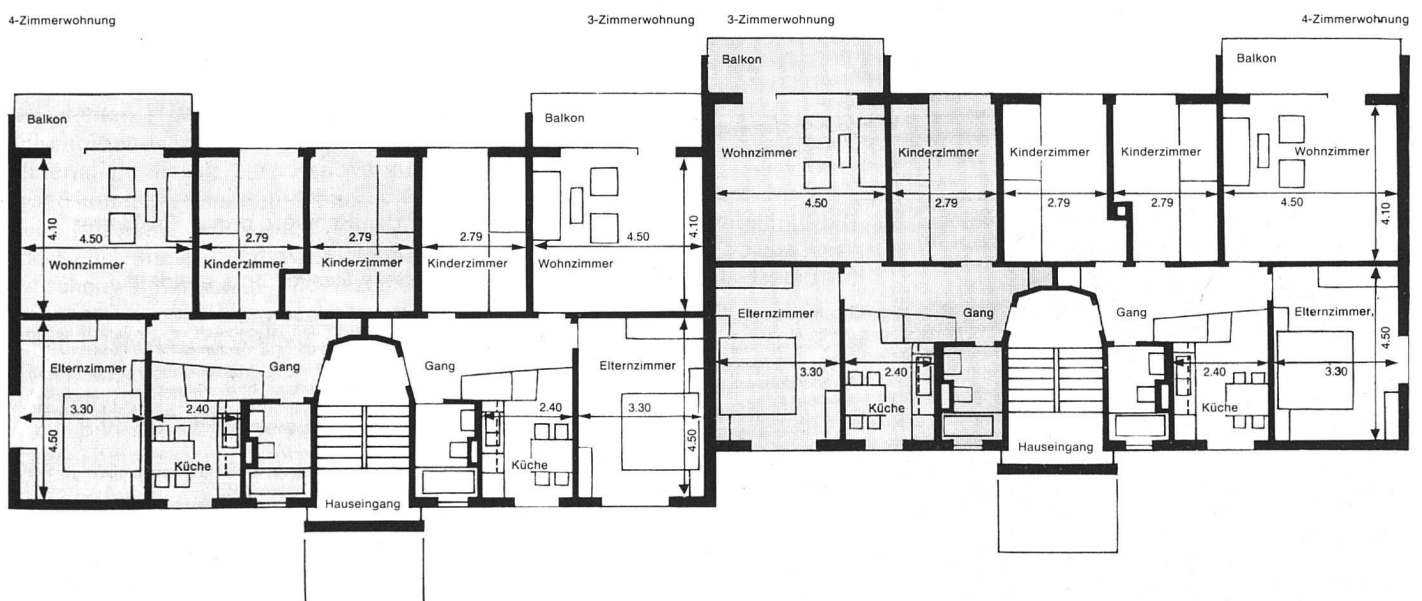 4-Zimmerwohnung
3-Zimmerwohnung
3-Zimmerwohnung
4-Zimmerwohnung
Balkon
Balkon
Balkon
Balkon
Wohnzimmer
Kinderzimmer
Kinderzimmer
Kinderzimmer
Wohnzimmer
4.50
2.79
2.79
2.79
4.50
4.10
4.10
4.50
2.79
2.79
2.79
4.50
4.10
Wohnzimmer
Kinderzimmer
Kinderzimmer
Kinderzimmer
Wohnzimmer
Elternzimmer
Gang
Gang
Elternzimmer
3.30
2.40
2.40
3.30
4.50
Küche
Küche
Hauseingang
Elternzimmer
Gang
Gang
Elternzimmer
3.30
2.40
2.40
3.30
4.50
4.50
Küche
Küche
Hauseingang